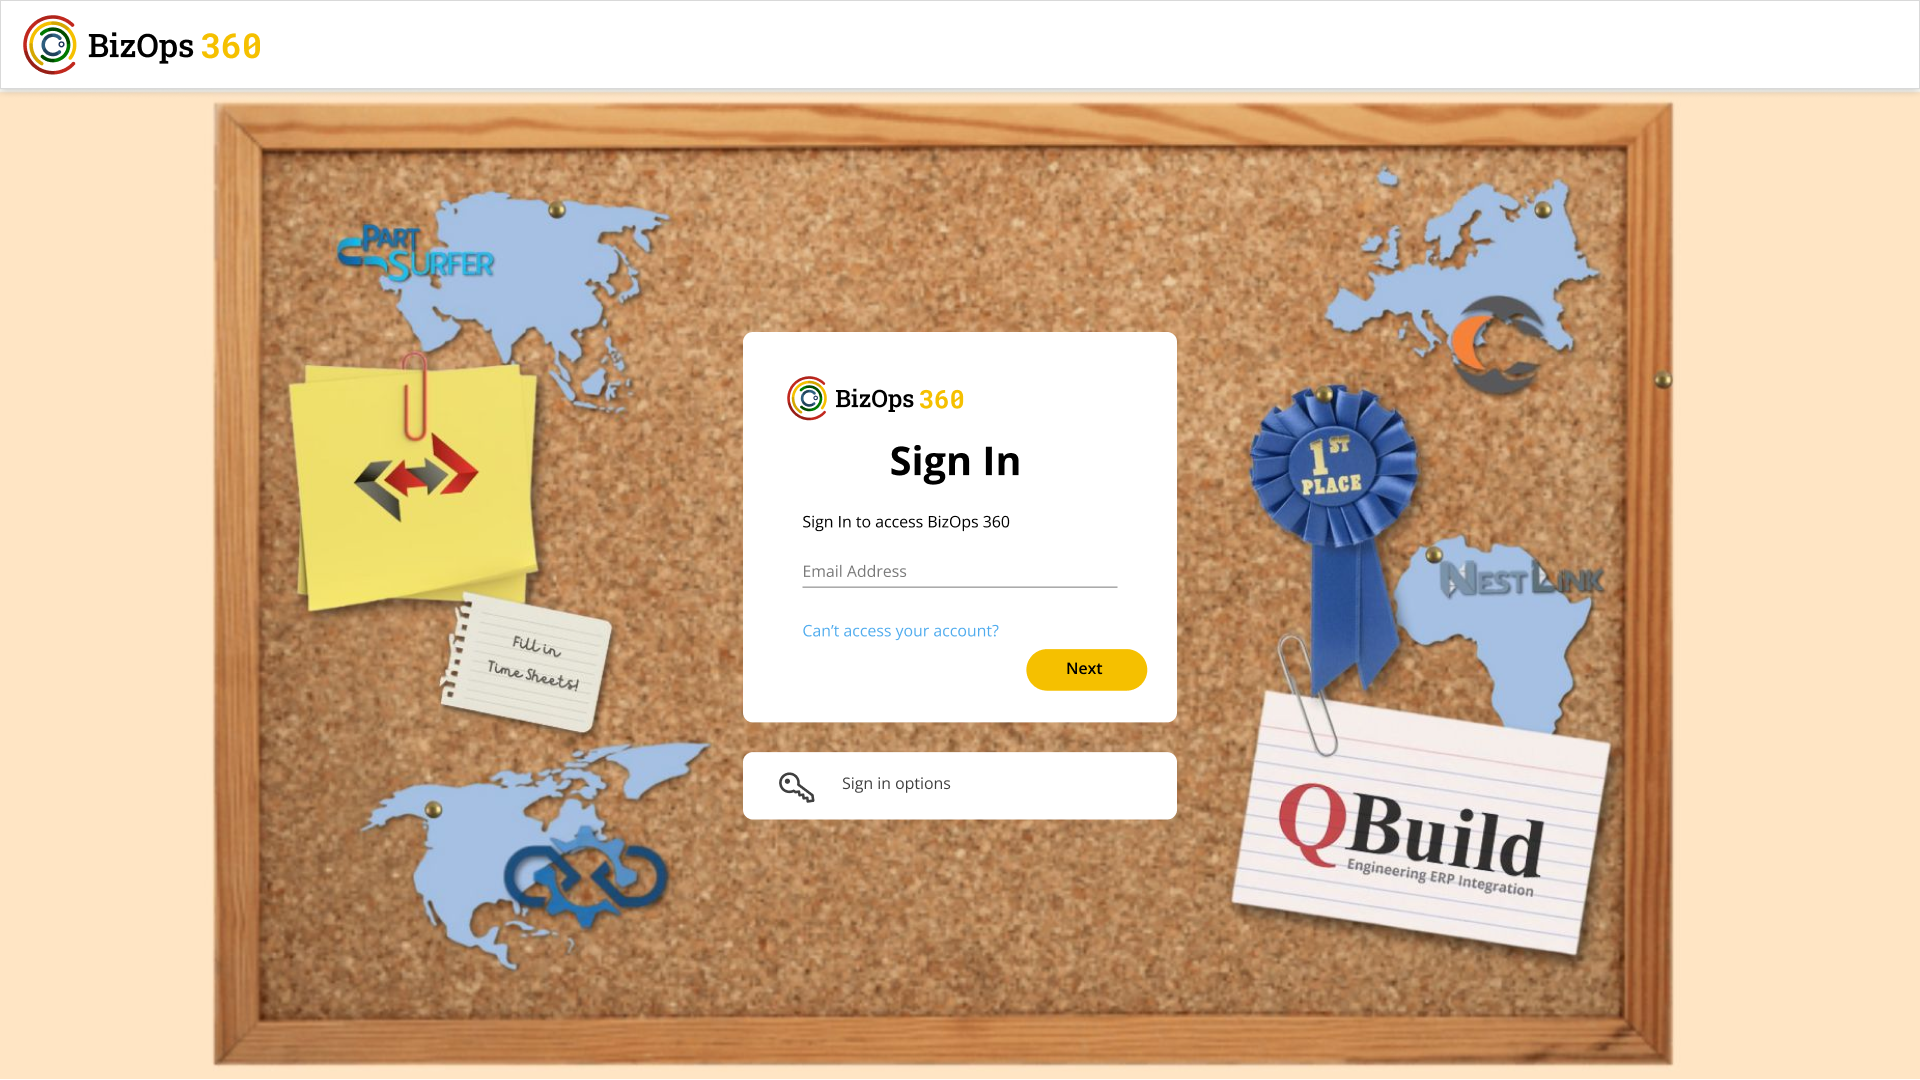 BizOps 360
PART
SURFER
BizOps 360
Sign In
Sign In to access BizOps 360
Email Address
Can't access your account?
Next
Sign in options
Fill in
Time Sheets!
1ST
PLACE
NESTLINK
QBuild
Engineering ERP Integration